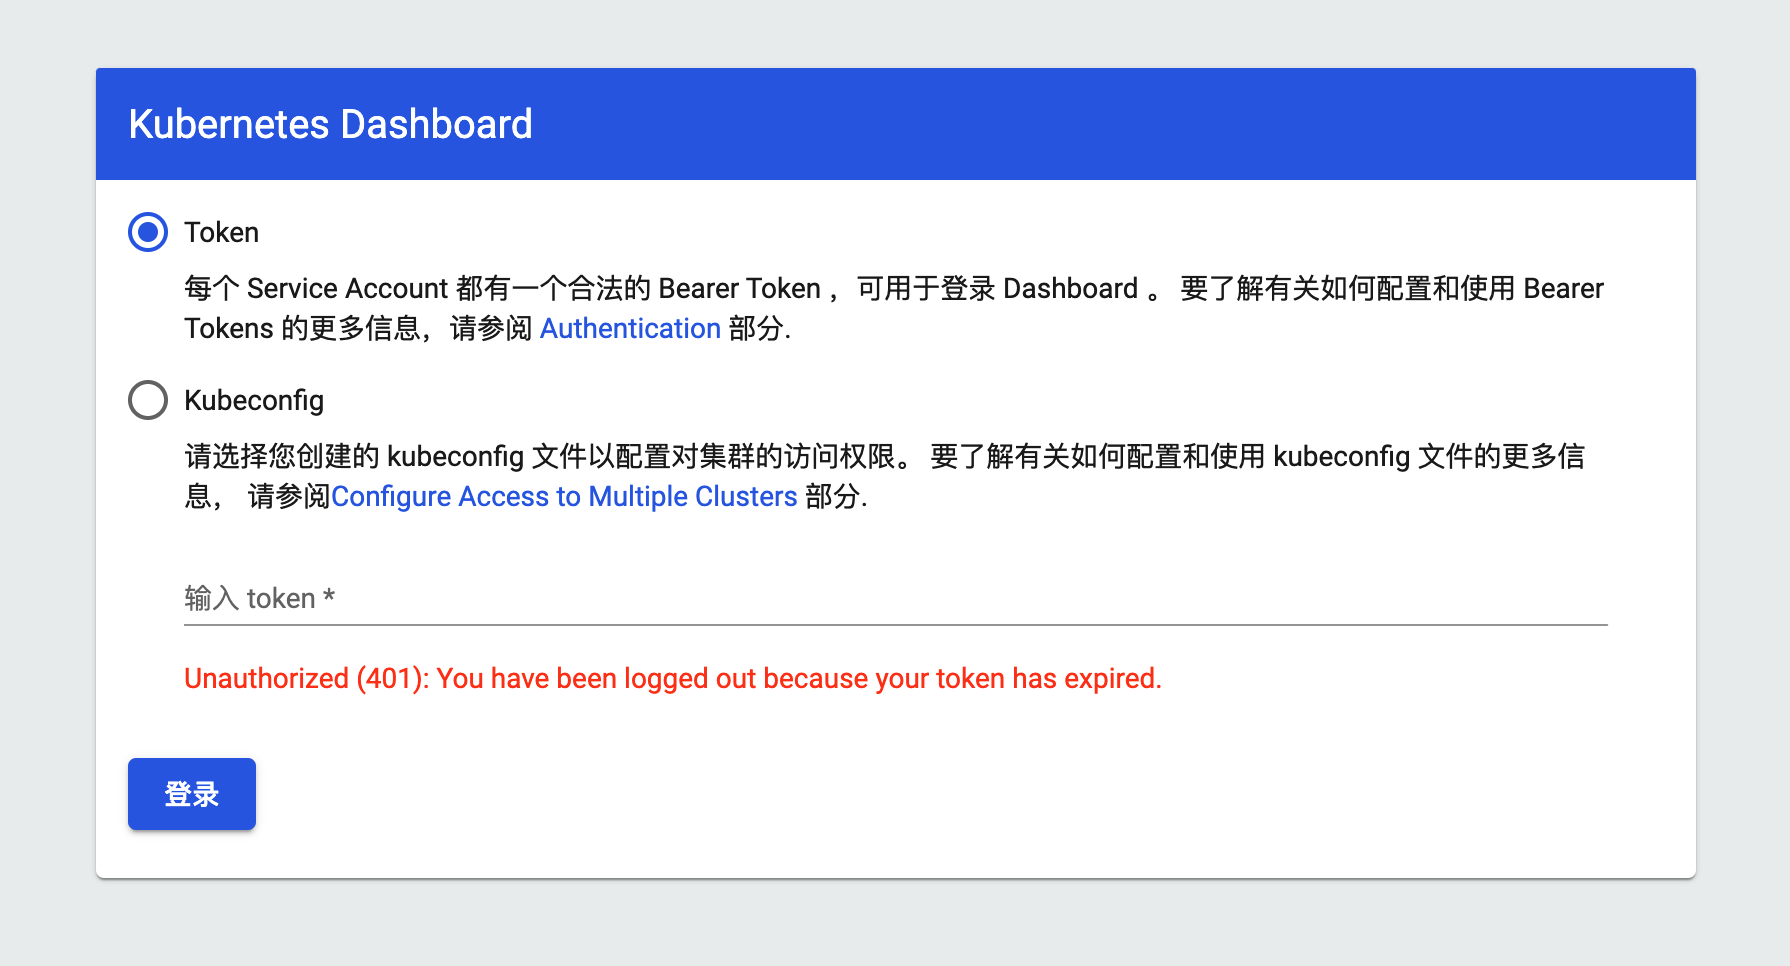 Kubernetes Dashboard
Token
每个 Service Account 都有一个合法的 Bearer Token ，可用于登录 Dashboard 。 要了解有关如何配置和使用 Bearer
Tokens 的更多信息，请参阅 Authentication 部分.
Kubeconfig
请选择您创建的 kubeconfig 文件以配置对集群的访问权限。 要了解有关如何配置和使用 kubeconfig 文件的更多信
息， 请参阅Configure Access to Multiple Clusters 部分.
输入 token *
Unauthorized (401): You have been logged out because your token has expired.
登录